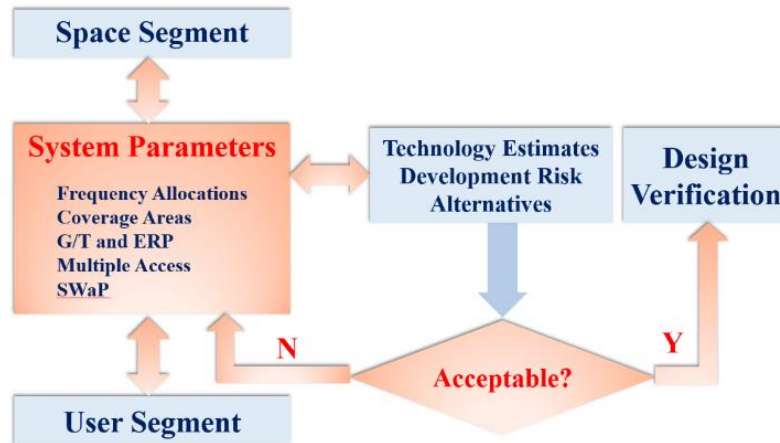 Space Segment
System Parameters
Frequency Allocations
Coverage Areas
G/T and ERP
Multiple Access
SWaP
Technology Estimates
Development Risk
Alternatives
Design
Verification
N
Y
Acceptable?
User Segment